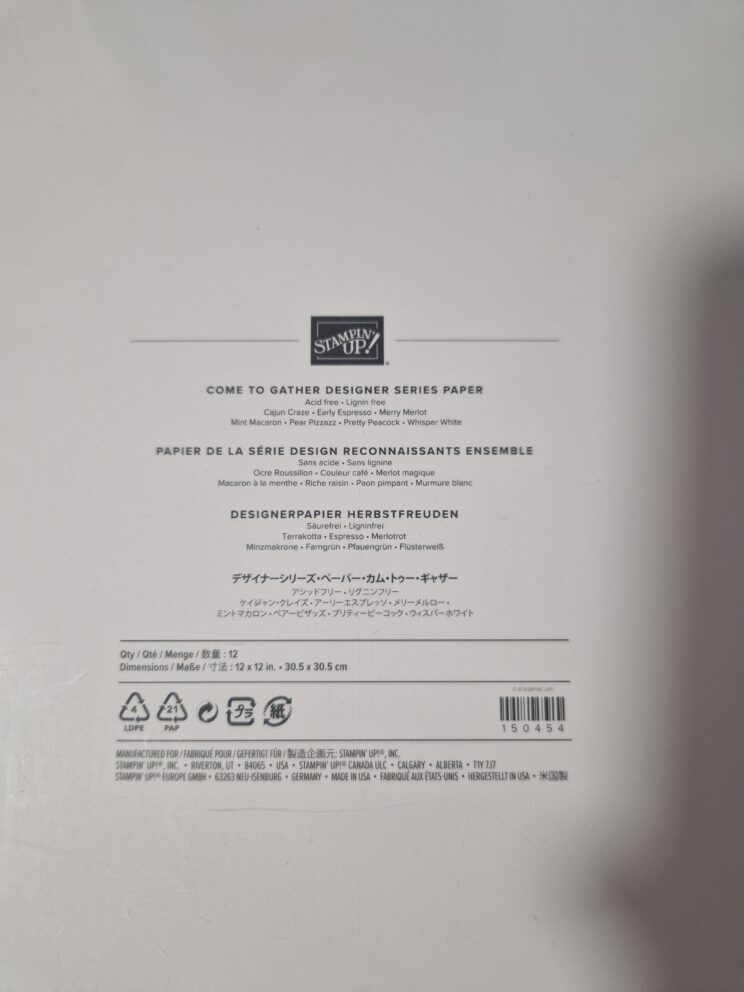 STAMPIN' UP!®
COME TO GATHER DESIGNER SERIES PAPER
Acid free • Lignin free
Cajun Craze • Early Espresso • Merry Merlot
Mint Macaron • Pear Pizzazz • Pretty Peacock • Whisper White
PAPIER DE LA SÉRIE DESIGN RECONNAISSANTS ENSEMBLE
Sans acide • Sans lignine
Ocre Roussillon • Couleur café • Merlot magique
Macaron à la menthe • Riche raisin • Paon pimpant • Murmure blanc
DESIGNERPAPIER HERBSTFREUDEN
Säurefrei • Ligninfrei
Terrakotta • Espresso • Merlotrot
Minzmakrone • Farngrün • Pfauengrün • Flüsterweiß
デザイナーシリーズ・ペーパー・カム・トゥー・ギャザー
アシッドフリー・リグニンフリー
ケイジャン・クレイズ・アーリーエスプレッソ・メリーメルロー・
ミントマカロン・ペアーピザッズ・プリティーピーコック・ウィスパーホワイト
Qty / Qté / Menge / 数量 : 12
Dimensions / Maße / 寸法 : 12 x 12 in. • 30.5 x 30.5 cm
4 21 プラ 紙
LDPE PAP
© STAMPIN' UP!
150454
MANUFACTURED FOR / FABRIQUÉ POUR / GEFERTIGT FÜR / 製造企画元: STAMPIN' UP!®, INC.
STAMPIN' UP!®, INC. • RIVERTON, UT • 84065 • USA • STAMPIN' UP!® CANADA ULC • CALGARY • ALBERTA • T1Y 7J7
STAMPIN' UP!® EUROPE GMBH • 63263 NEU-ISENBURG • GERMANY • MADE IN USA • FABRIQUÉ AUX ÉTATS-UNIS • HERGESTELLT IN USA • 米国製